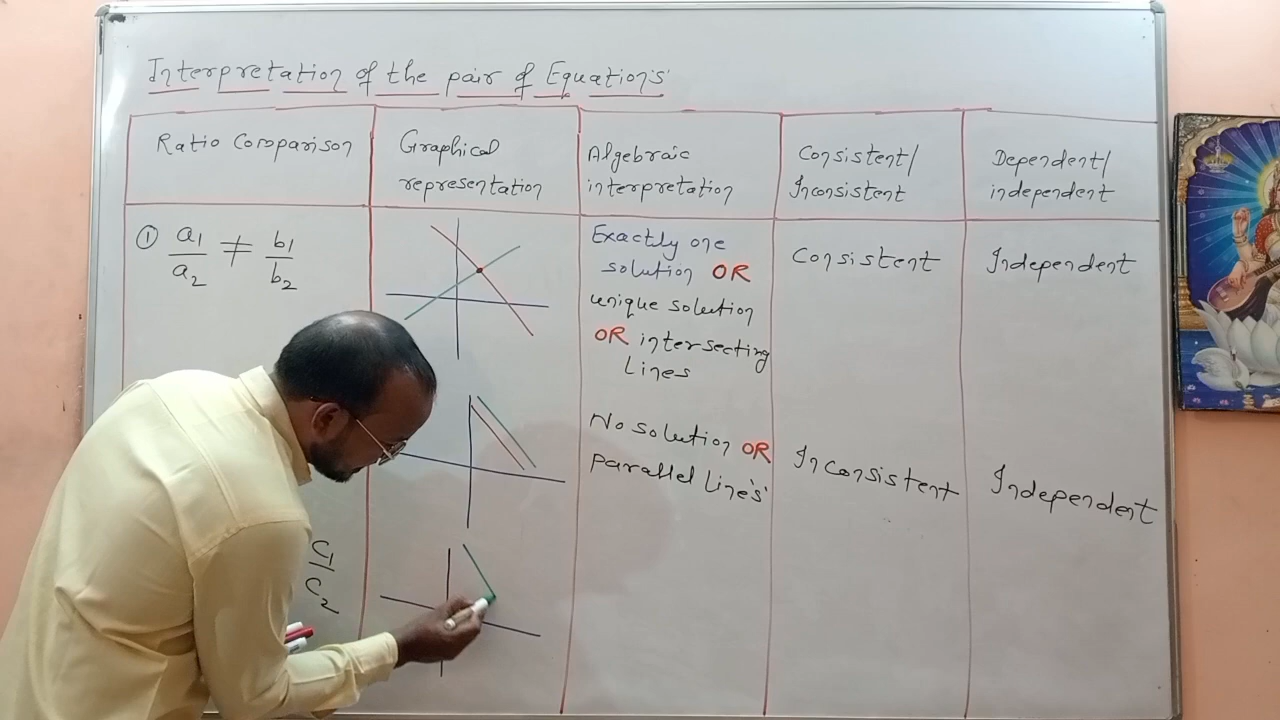 Interpretation of the pair of Equations
Ratio Comparison
Graphical
representation
Algebraic
interpretation
Consistent/
Inconsistent
Dependent/
independent
① a1/a2 ≠ b1/b2
Exactly one
solution OR
unique solution
OR intersecting
Lines
Consistent
Independent
No solution OR
parallel Lines
InConsistent
Independent
C1/C2